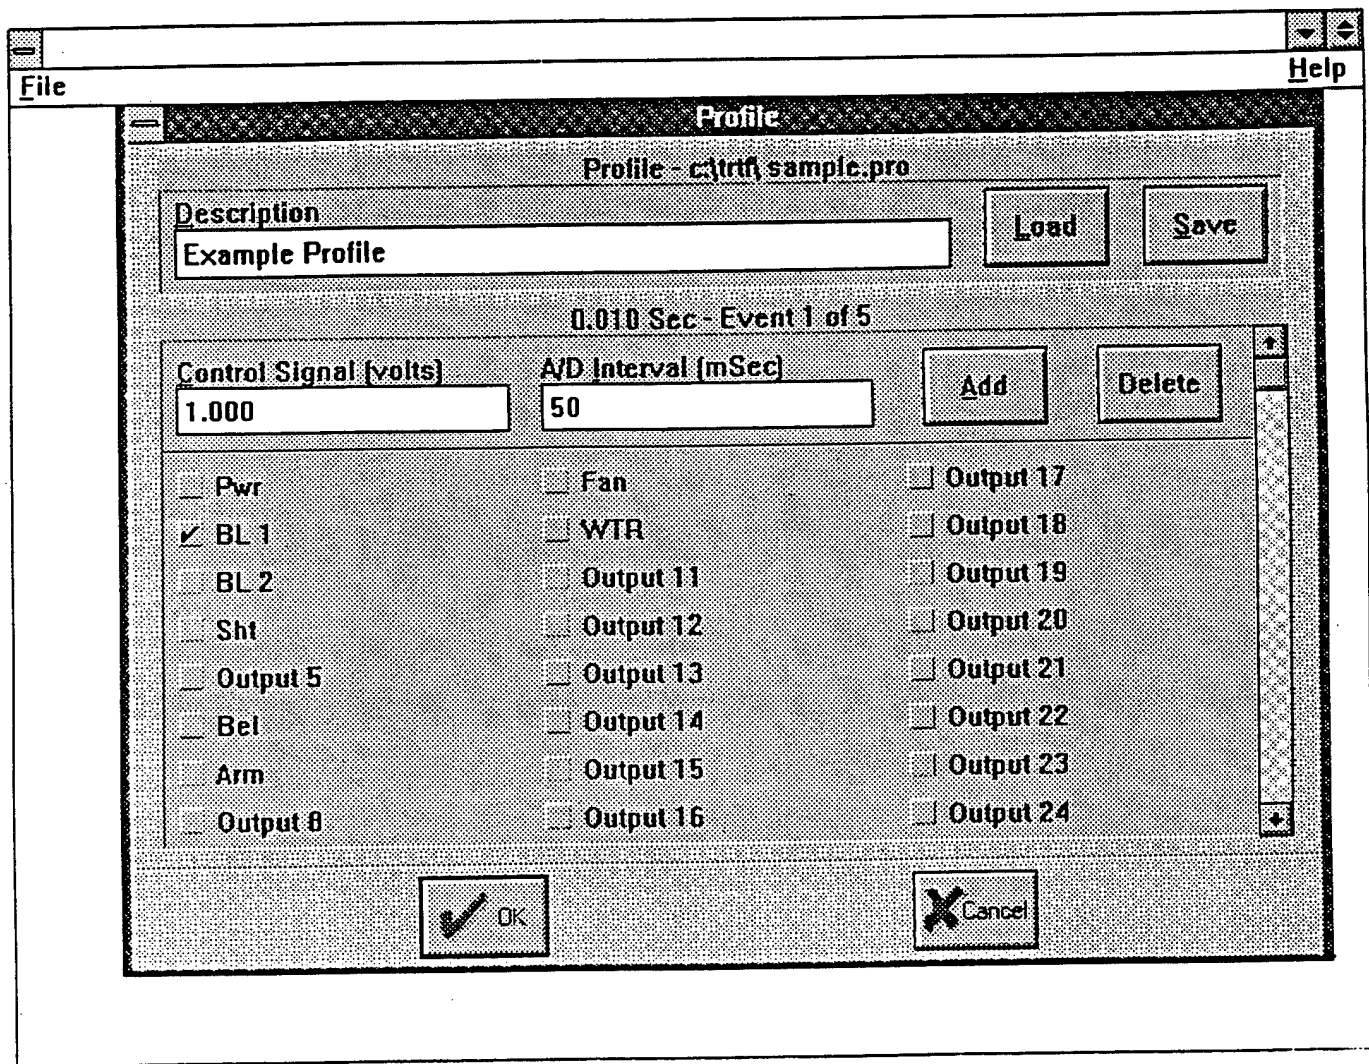 File Help
Profile
Profile - c:\trtf\ sample.pro
Description
Example Profile
Load Save
0.010 Sec - Event 1 of 5
Control Signal (volts) A/D Interval (mSec)
1.000 50
Add Delete
Pwr Fan Output 17
BL 1 WTR Output 18
BL 2 Output 11 Output 19
Sht Output 12 Output 20
Output 5 Output 13 Output 21
Bel Output 14 Output 22
Arm Output 15 Output 23
Output 8 Output 16 Output 24
OK Cancel